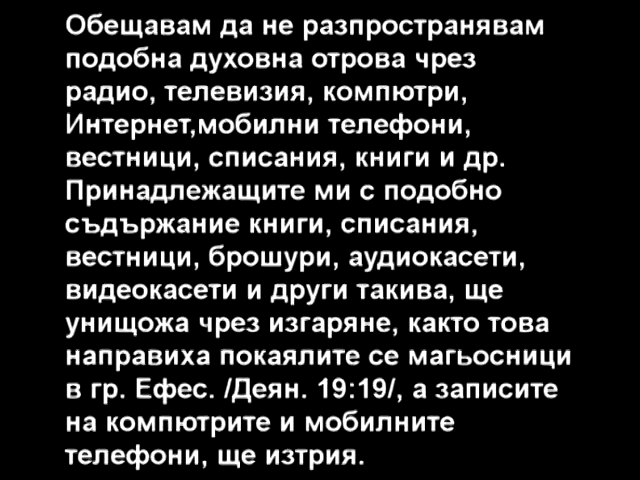 Обещавам да не разпространявам
подобна духовна отрова чрез
радио, телевизия, компютри,
Интернет,мобилни телефони,
вестници, списания, книги и др.
Принадлежащите ми с подобно
съдържание книги, списания,
вестници, брошури, аудиокасети,
видеокасети и други такива, ще
унищожа чрез изгаряне, както това
направиха покаялите се магьосници
в гр. Ефес. /Деян. 19:19/, а записите
на компютрите и мобилните
телефони, ще изтрия.